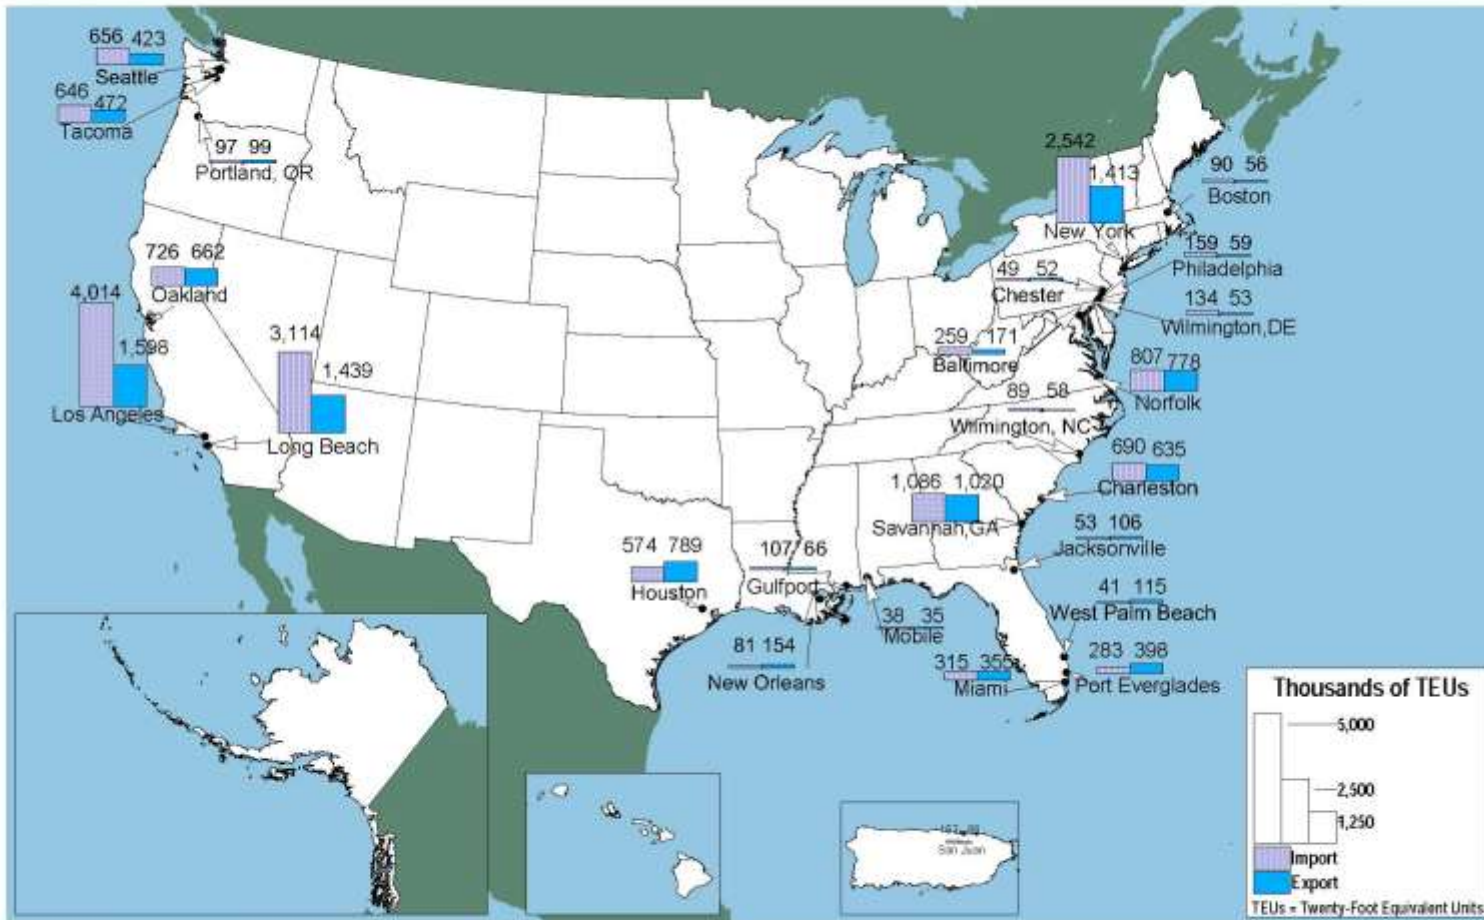 656 423
Seattle
646 472
Tacoma
97 99
Portland, OR
726 662
Oakland
4,014
1,598
Los Angeles
3,114
1,439
Long Beach
2,542
1,413
New York
90 56
Boston
159 59
Philadelphia
49 52
Chester
134 53
Wilmington,DE
259 171
Baltimore
807 778
Norfolk
89 58
Wilmington, NC
690 635
Charleston
1,086 1,020
Savannah,GA
53 106
Jacksonville
574 789
Houston
107 66
Gulfport
41 115
West Palm Beach
38 35
Mobile
81 154
New Orleans
315 355
Miami
283 398
Port Everglades
San Juan
Thousands of TEUs
5,000
2,500
1,250
Import
Export
TEUs = Twenty-Foot Equivalent Units